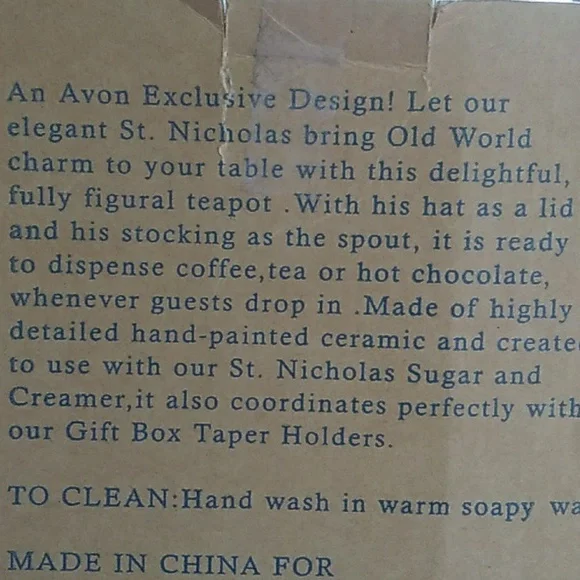 An Avon Exclusive Design! Let our
elegant St. Nicholas bring Old World
charm to your table with this delightful,
fully figural teapot .With his hat as a lid
and his stocking as the spout, it is ready
to dispense coffee,tea or hot chocolate,
whenever guests drop in .Made of highly
detailed hand-painted ceramic and create
to use with our St. Nicholas Sugar and
Creamer,it also coordinates perfectly with
our Gift Box Taper Holders.
TO CLEAN:Hand wash in warm soapy wa
MADE IN CHINA FOR